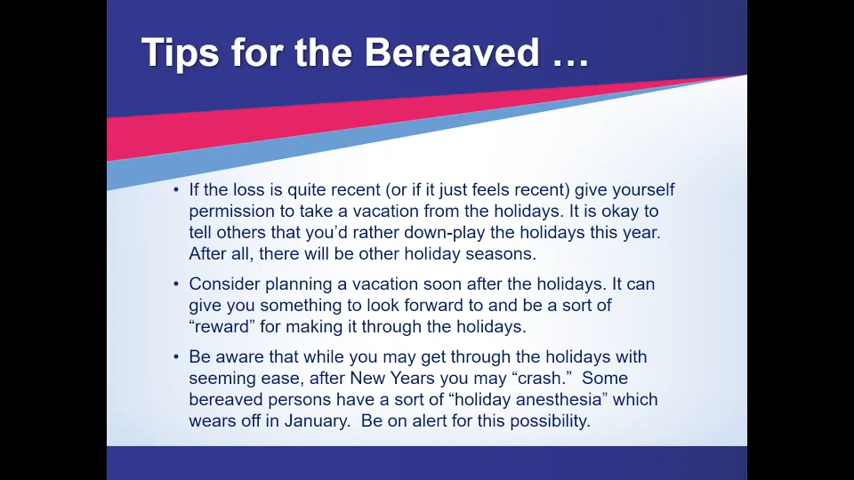 Tips for the Bereaved …
• If the loss is quite recent (or if it just feels recent) give yourself
permission to take a vacation from the holidays. It is okay to
tell others that you’d rather down-play the holidays this year.
After all, there will be other holiday seasons.
• Consider planning a vacation soon after the holidays. It can
give you something to look forward to and be a sort of
“reward” for making it through the holidays.
• Be aware that while you may get through the holidays with
seeming ease, after New Years you may “crash.”  Some
bereaved persons have a sort of “holiday anesthesia” which
wears off in January.  Be on alert for this possibility.